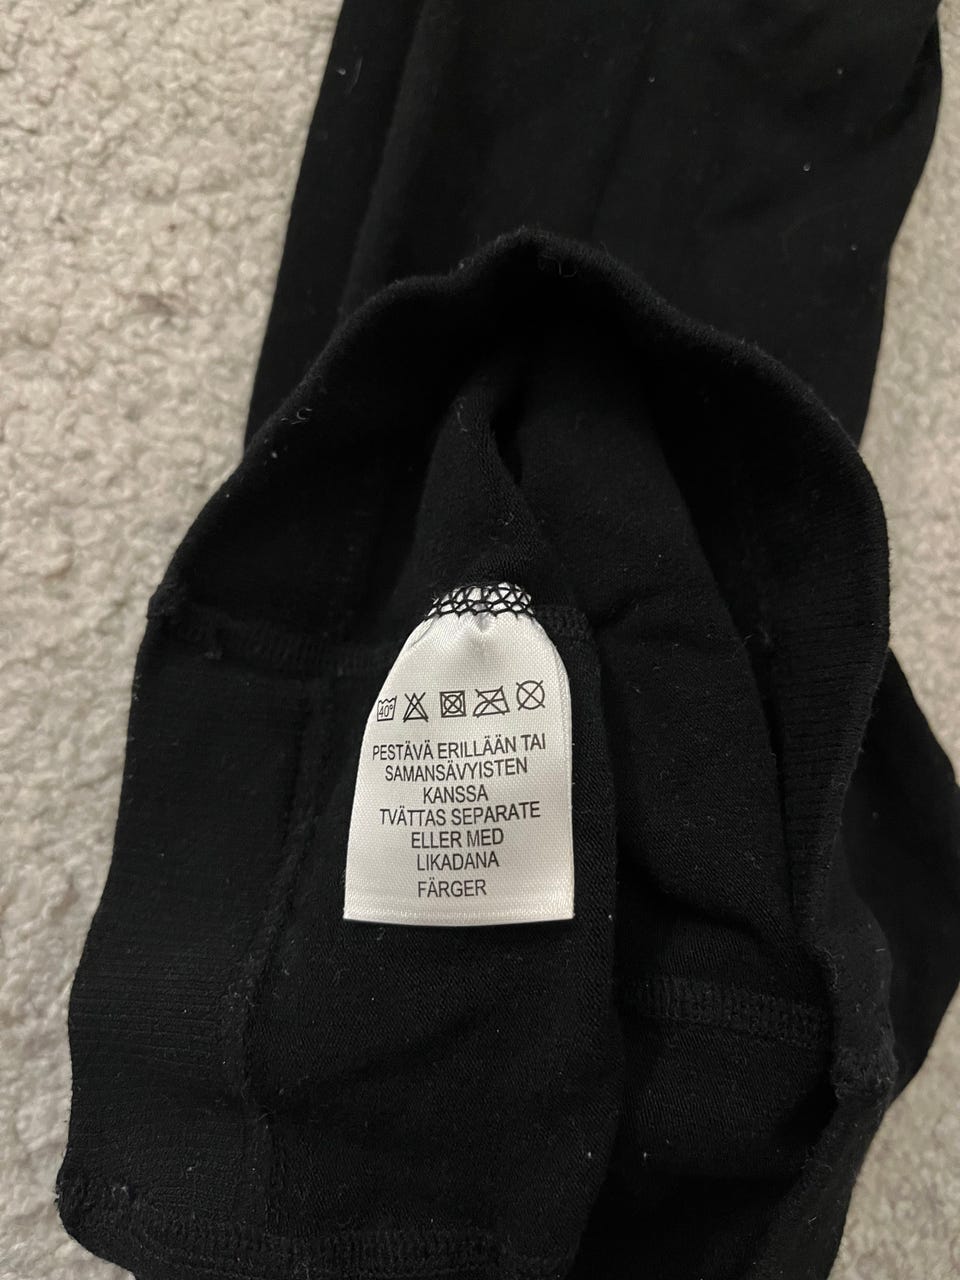 40°
PESTÄVÄ ERILLÄÄN TAI
SAMANSÄVYISTEN
KANSSA
TVÄTTAS SEPARATE
ELLER MED
LIKADANA
FÄRGER